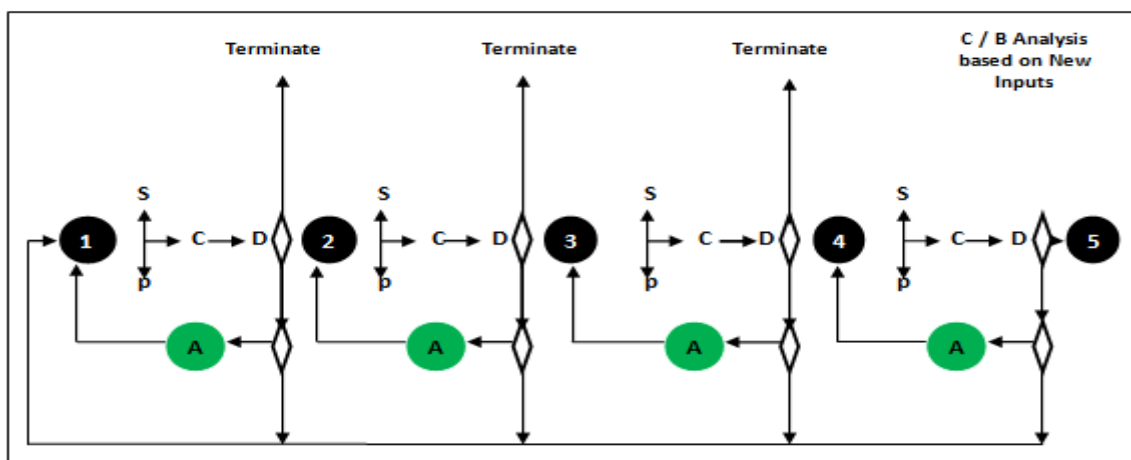 Terminate Terminate Terminate
C / B Analysis
based on New
Inputs
S S S S
1 C D 2 C D 3 C D 4 C D 5
p p p p
A A A A